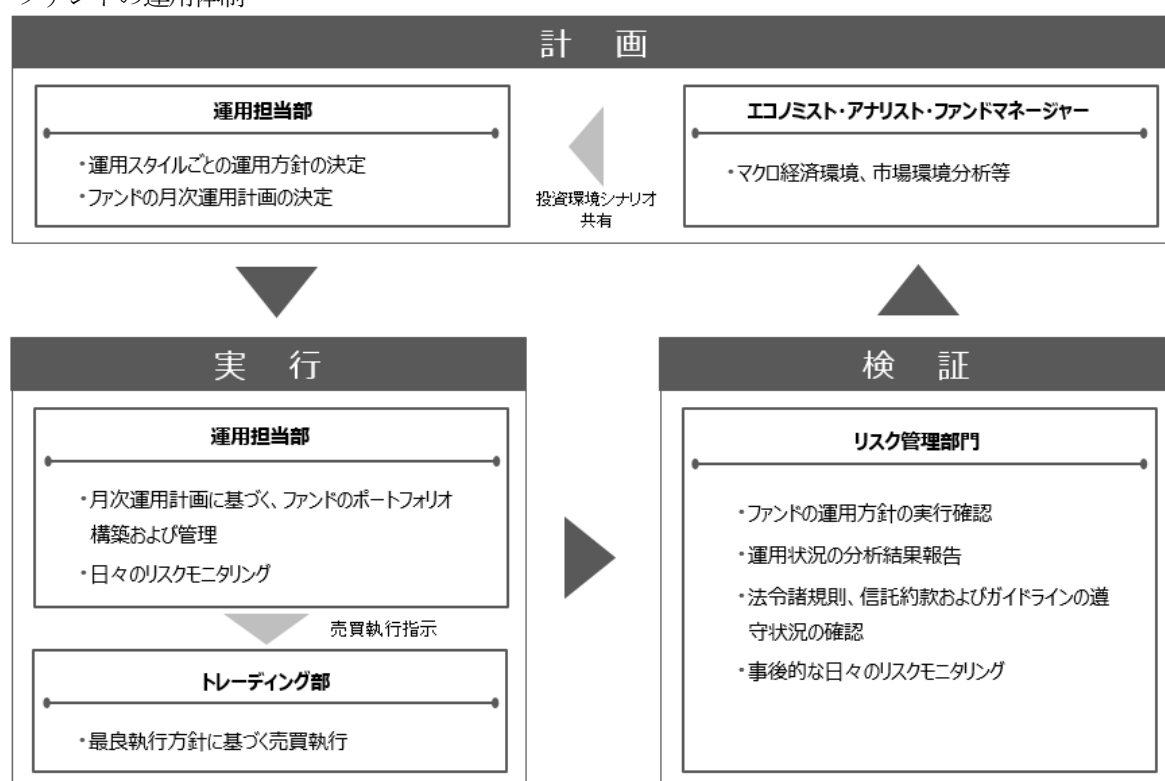 ファンドの運用体制
計 画
運用担当部
・運用スタイルごとの運用方針の決定
・ファンドの月次運用計画の決定
投資環境シナリオ
共有
エコノミスト・アナリスト・ファンドマネージャー
・マクロ経済環境、市場環境分析等
実 行
運用担当部
・月次運用計画に基づく、ファンドのポートフォリオ
構築および管理
・日々のリスクモニタリング
売買執行指示
トレーディング部
・最良執行方針に基づく売買執行
検 証
リスク管理部門
・ファンドの運用方針の実行確認
・運用状況の分析結果報告
・法令諸規則、信託約款およびガイドラインの遵
守状況の確認
・事後的な日々のリスクモニタリング